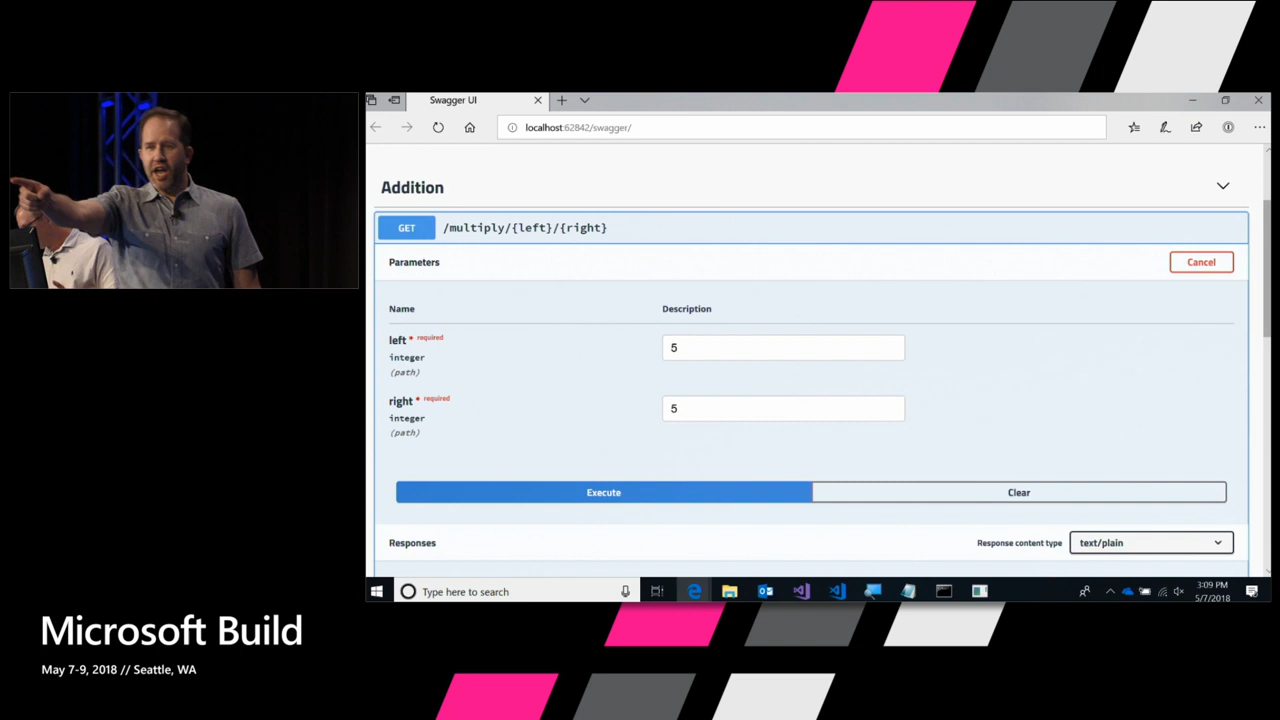 Swagger UI
localhost:62842/swagger/
Addition
GET /multiply/{left}/{right}
Parameters Cancel
Name Description
left * required 5
integer
(path)
right * required 5
integer
(path)
Execute Clear
Responses Response content type text/plain
Type here to search
3:09 PM
5/7/2018
Microsoft Build
May 7-9, 2018 // Seattle, WA